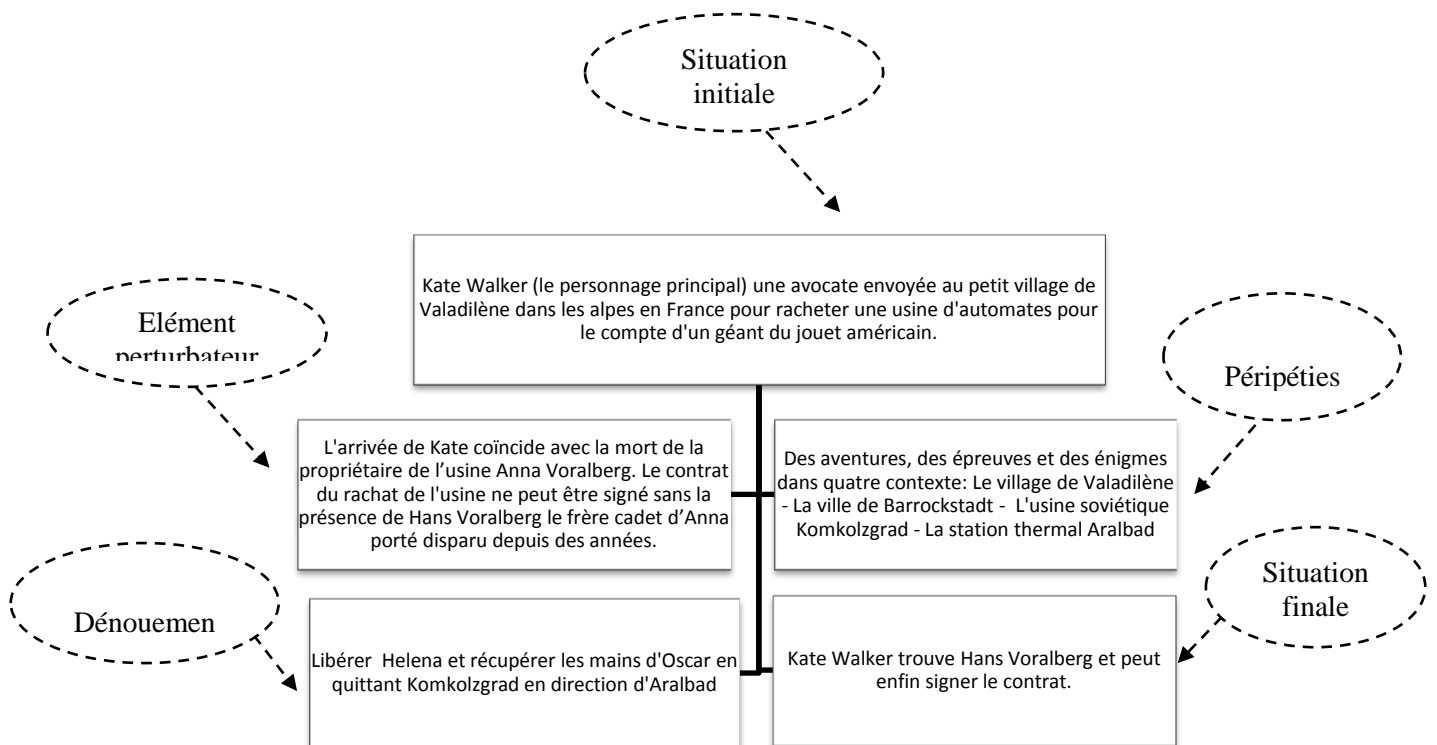 Situation
initiale
Kate Walker (le personnage principal) une avocate envoyée au petit village de
Valadilène dans les alpes en France pour racheter une usine d'automates pour
le compte d'un géant du jouet américain.
Elément
perturbateur
Péripéties
L'arrivée de Kate coïncide avec la mort de la
propriétaire de l’usine Anna Voralberg. Le contrat
du rachat de l'usine ne peut être signé sans la
présence de Hans Voralberg le frère cadet d’Anna
porté disparu depuis des années.
Des aventures, des épreuves et des énigmes
dans quatre contexte: Le village de Valadilène
- La ville de Barrockstadt - L'usine soviétique
Komkolzgrad - La station thermal Aralbad
Dénouemen
Situation
finale
Libérer Helena et récupérer les mains d'Oscar en
quittant Komkolzgrad en direction d'Aralbad
Kate Walker trouve Hans Voralberg et peut
enfin signer le contrat.